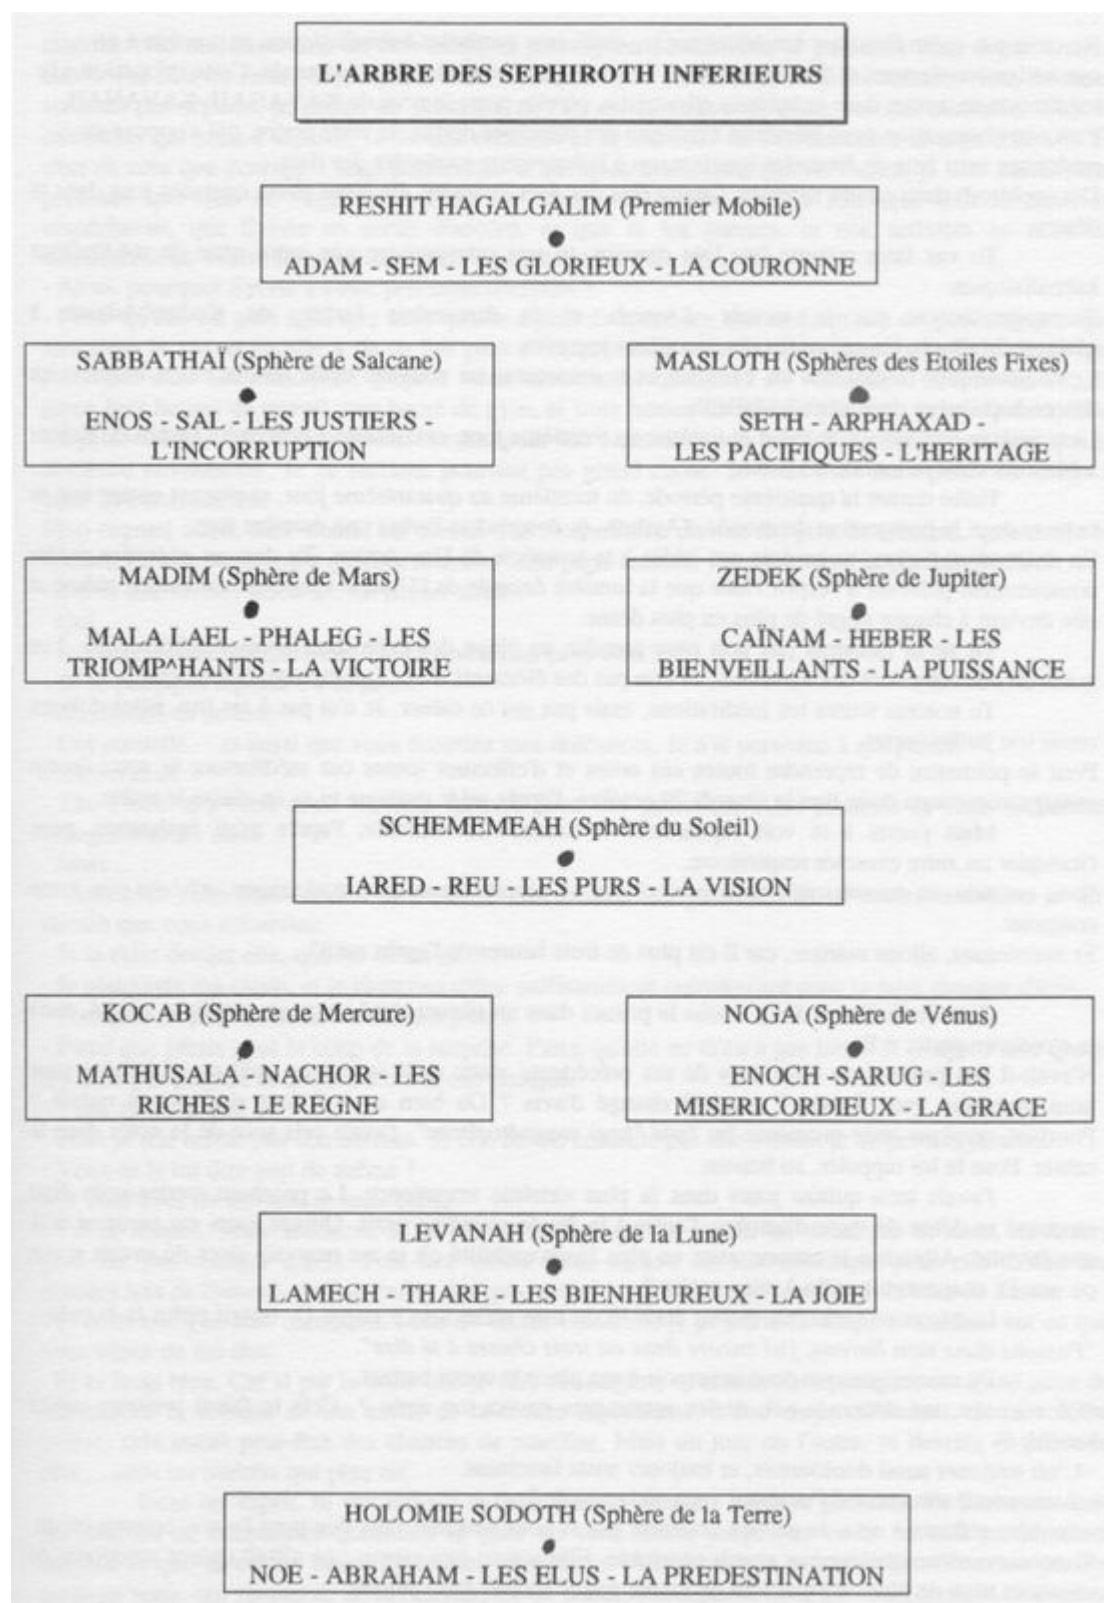 L'ARBRE DES SEPHIROTH INFERIEURS
RESHIT HAGALGALIM (Premier Mobile)
ADAM - SEM - LES GLORIEUX - LA COURONNE
SABBATHAÏ (Sphère de Salcane)
ENOS - SAL - LES JUSTIERS -
L'INCORRUPTION
MASLOTH (Sphères des Etoiles Fixes)
SETH - ARPHAXAD -
LES PACIFIQUES - L'HERITAGE
MADIM (Sphère de Mars)
MALA LAEL - PHALEG - LES
TRIOMP^HANTS - LA VICTOIRE
ZEDEK (Sphère de Jupiter)
CAÏNAM - HEBER - LES
BIENVEILLANTS - LA PUISSANCE
SCHEMEMEAH (Sphère du Soleil)
IARED - REU - LES PURS - LA VISION
KOCAB (Sphère de Mercure)
MATHUSALA - NACHOR - LES
RICHES - LE REGNE
NOGA (Sphère de Vénus)
ENOCH -SARUG - LES
MISERICORDIEUX - LA GRACE
LEVANAH (Sphère de la Lune)
LAMECH - THARE - LES BIENHEUREUX - LA JOIE
HOLOMIE SODOTH (Sphère de la Terre)
NOE - ABRAHAM - LES ELUS - LA PREDESTINATION